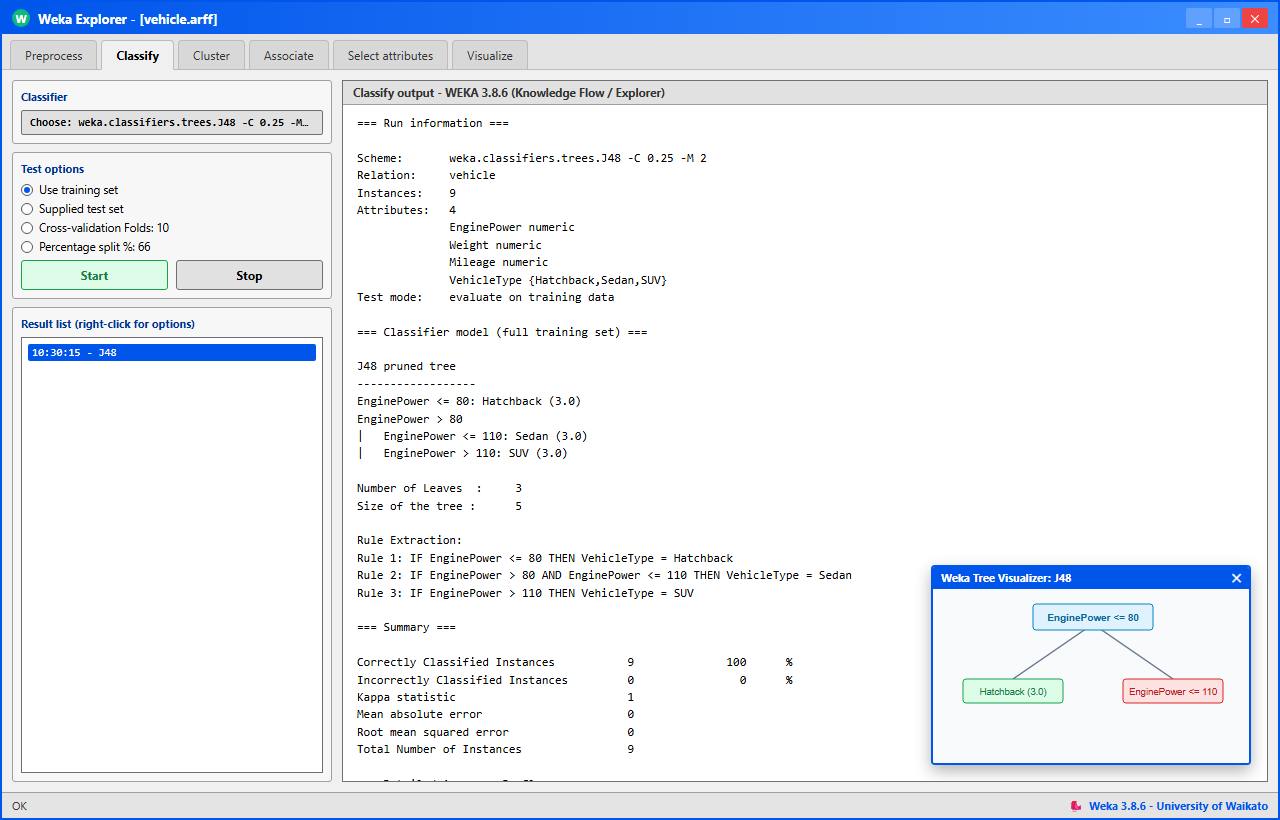 W Weka Explorer - [vehicle.arff]
Preprocess Classify Cluster Associate Select attributes Visualize
Classifier
Choose: weka.classifiers.trees.J48 -C 0.25 -M…
Test options
Use training set
Supplied test set
Cross-validation Folds: 10
Percentage split %: 66
Start Stop
Result list (right-click for options)
10:30:15 - J48
Classify output - WEKA 3.8.6 (Knowledge Flow / Explorer)
=== Run information ===
Scheme: weka.classifiers.trees.J48 -C 0.25 -M 2
Relation: vehicle
Instances: 9
Attributes: 4
EnginePower numeric
Weight numeric
Mileage numeric
VehicleType {Hatchback,Sedan,SUV}
Test mode: evaluate on training data
=== Classifier model (full training set) ===
J48 pruned tree
------------------
EnginePower <= 80: Hatchback (3.0)
EnginePower > 80
| EnginePower <= 110: Sedan (3.0)
| EnginePower > 110: SUV (3.0)
Number of Leaves : 3
Size of the tree : 5
Rule Extraction:
Rule 1: IF EnginePower <= 80 THEN VehicleType = Hatchback
Rule 2: IF EnginePower > 80 AND EnginePower <= 110 THEN VehicleType = Sedan
Rule 3: IF EnginePower > 110 THEN VehicleType = SUV
=== Summary ===
Correctly Classified Instances 9 100 %
Incorrectly Classified Instances 0 0 %
Kappa statistic 1
Mean absolute error 0
Root mean squared error 0
Total Number of Instances 9
Weka Tree Visualizer: J48
EnginePower <= 80
Hatchback (3.0)
EnginePower <= 110
OK
Weka 3.8.6 - University of Waikato